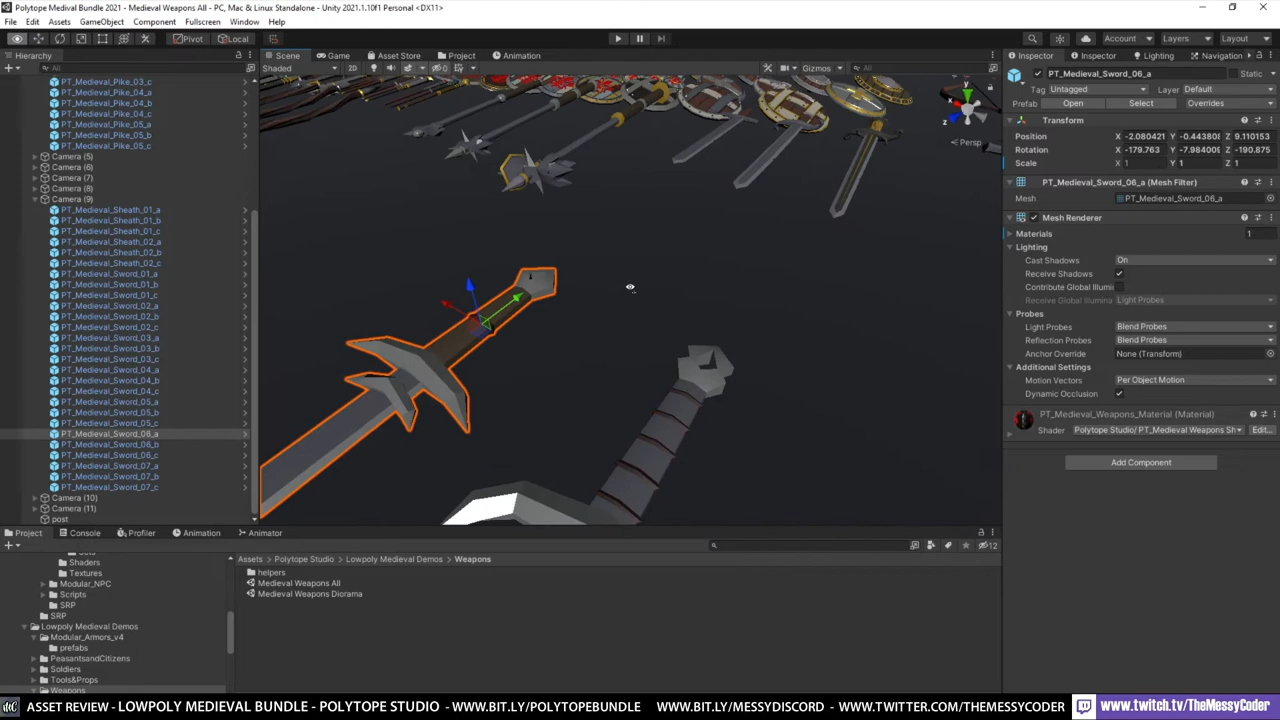 Polytope Medival Bundle 2021 - Medieval Weapons All - PC, Mac & Linux Standalone - Unity 2021.1.10f1 Personal <DX11>
File Edit Assets GameObject Component Cinemachine Fullscreen Window Help
Pivot Local Account Layers Layout
Hierarchy Scene Game Asset Store Project Animation Inspector Inspector Lighting Navigation
All Shaded 2D 0 Gizmos All
PT_Medieval_Pike_03_c
PT_Medieval_Pike_04_a
PT_Medieval_Pike_04_b
PT_Medieval_Pike_04_c
PT_Medieval_Pike_05_a
PT_Medieval_Pike_05_b
PT_Medieval_Pike_05_c
Camera (5)
Camera (6)
Camera (7)
Camera (8)
Camera (9)
PT_Medieval_Sheath_01_a
PT_Medieval_Sheath_01_b
PT_Medieval_Sheath_01_c
PT_Medieval_Sheath_02_a
PT_Medieval_Sheath_02_b
PT_Medieval_Sheath_02_c
PT_Medieval_Sword_01_a
PT_Medieval_Sword_01_b
PT_Medieval_Sword_01_c
PT_Medieval_Sword_02_a
PT_Medieval_Sword_02_b
PT_Medieval_Sword_02_c
PT_Medieval_Sword_03_a
PT_Medieval_Sword_03_b
PT_Medieval_Sword_03_c
PT_Medieval_Sword_04_a
PT_Medieval_Sword_04_b
PT_Medieval_Sword_04_c
PT_Medieval_Sword_05_a
PT_Medieval_Sword_05_b
PT_Medieval_Sword_05_c
PT_Medieval_Sword_06_a
PT_Medieval_Sword_06_b
PT_Medieval_Sword_06_c
PT_Medieval_Sword_07_a
PT_Medieval_Sword_07_b
PT_Medieval_Sword_07_c
Camera (10)
Camera (11)
post
y
x
z
Persp
PT_Medieval_Sword_06_a Static
Tag Untagged Layer Default
Prefab Open Select Overrides
Transform
Position X -2.080421 Y -0.443808 Z 9.110153
Rotation X -179.763 Y -7.984009 Z -190.875
Scale X 1 Y 1 Z 1
PT_Medieval_Sword_06_a (Mesh Filter)
Mesh PT_Medieval_Sword_06_a
Mesh Renderer
Materials 1
Lighting
Cast Shadows On
Receive Shadows
Contribute Global Illumin
Receive Global Illumina Light Probes
Probes
Light Probes Blend Probes
Reflection Probes Blend Probes
Anchor Override None (Transform)
Additional Settings
Motion Vectors Per Object Motion
Dynamic Occlusion
PT_Medieval_Weapons_Material (Material)
Shader Polytope Studio/ PT_Medieval Weapons Sh Edit...
Add Component
Project Console Profiler Animation Animator
12
Shaders
Textures
Modular_NPC
Scripts
SRP
SRP
Lowpoly Medieval Demos
Modular_Armors_v4
prefabs
PeasantsandCitizens
Soldiers
Tools&Props
Weapons
Assets > Polytope Studio > Lowpoly Medieval Demos > Weapons
helpers
Medieval Weapons All
Medieval Weapons Diorama
ASSET REVIEW - LOWPOLY MEDIEVAL BUNDLE - POLYTOPE STUDIO - WWW.BIT.LY/POLYTOPEBUNDLE WWW.BIT.LY/MESSYDISCORD - WWW.TWITTER.COM/THEMESSYCODER
www.twitch.tv/TheMessyCoder